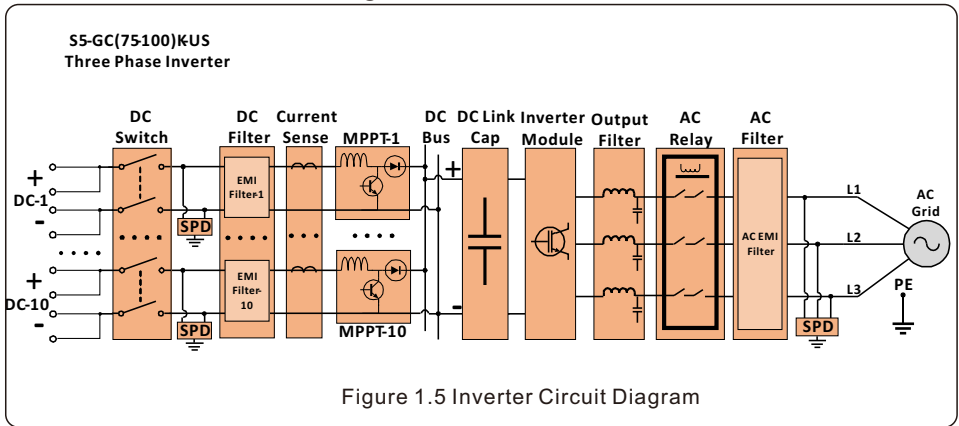 S5-GC(75-100)K-US
Three Phase Inverter
DC Switch
DC Filter
Current Sense
MPPT-1
DC Bus
DC Link Cap
Inverter Module
Output Filter
AC Relay
AC Filter
+
DC-1
-
EMI Filter-1
SPD
+
DC-10
-
EMI Filter-10
SPD
MPPT-10
+
-
AC EMI Filter
L1
L2
L3
SPD
AC Grid
PE
Figure 1.5 Inverter Circuit Diagram